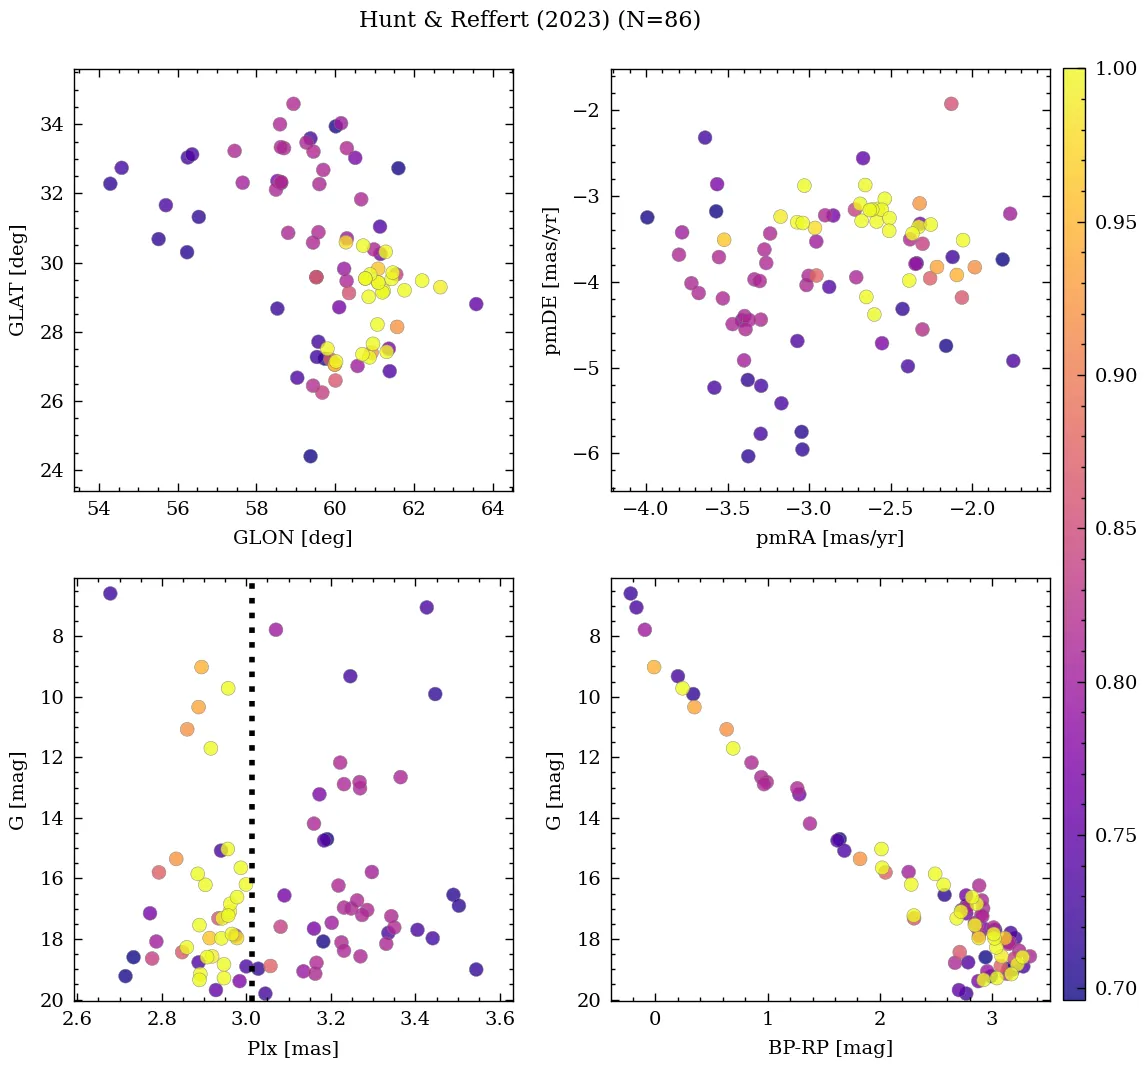 Hunt & Reffert (2023) (N=86)
34
32
30
28
26
24
GLAT [deg]
54 56 58 60 62 64
GLON [deg]
−2
−3
−4
−5
−6
pmDE [mas/yr]
−4.0 −3.5 −3.0 −2.5 −2.0
pmRA [mas/yr]
8
10
12
14
16
18
20
G [mag]
2.6 2.8 3.0 3.2 3.4 3.6
Plx [mas]
8
10
12
14
16
18
20
G [mag]
0 1 2 3
BP-RP [mag]
1.00
0.95
0.90
0.85
0.80
0.75
0.70